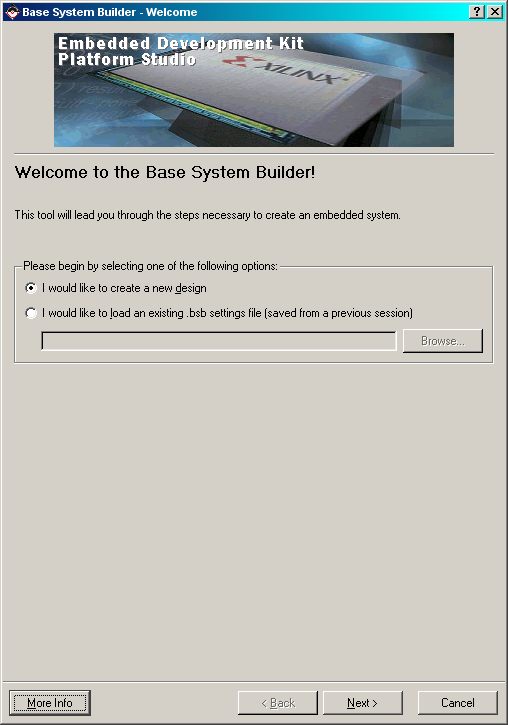 Base System Builder - Welcome
Embedded Development Kit
Platform Studio
XILINX
Welcome to the Base System Builder!
This tool will lead you through the steps necessary to create an embedded system.
Please begin by selecting one of the following options:
I would like to create a new design
I would like to load an existing .bsb settings file (saved from a previous session)
Browse...
More Info
< Back
Next >
Cancel